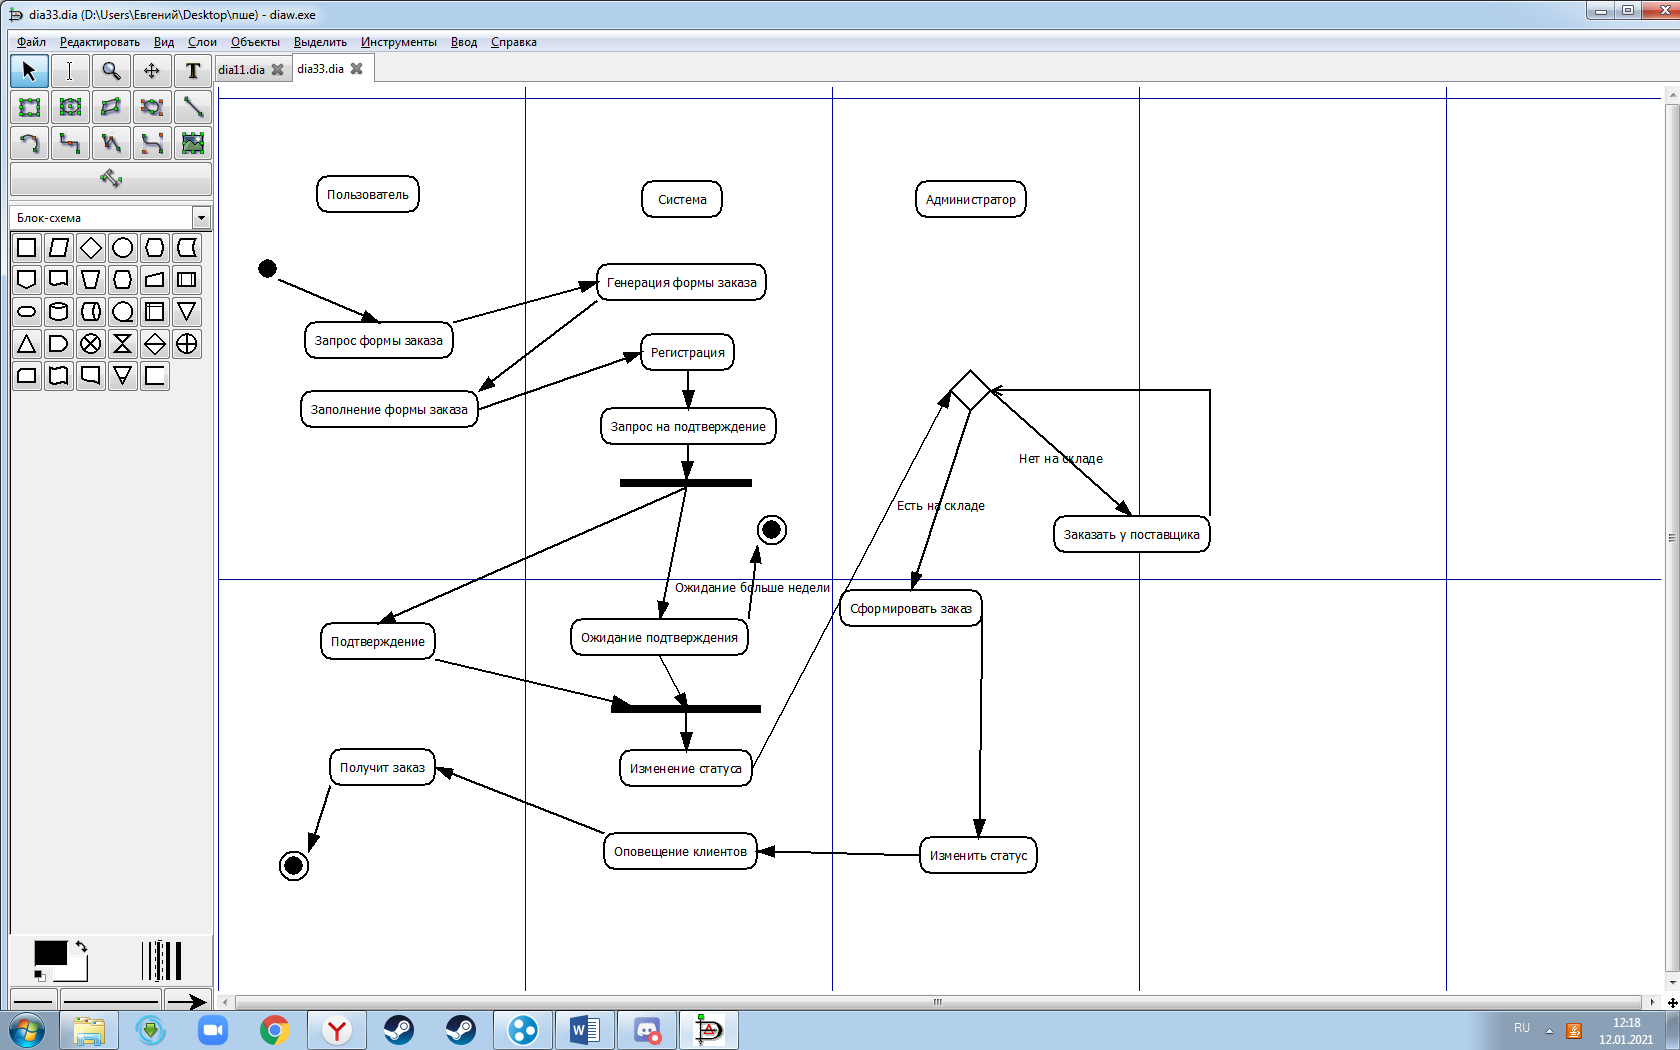 dia33.dia (D:\Users\Евгений\Desktop\пше) - diaw.exe
Файл Редактировать Вид Слои Объекты Выделить Инструменты Ввод Справка
dia11.dia dia33.dia
T
Блок-схема
Пользователь Система Администратор
Генерация формы заказа
Запрос формы заказа
Регистрация
Заполнение формы заказа
Запрос на подтверждение
Нет на складе
Есть на складе
Заказать у поставщика
Ожидание больше недели
Сформировать заказ
Ожидание подтверждения
Подтверждение
Получит заказ
Изменение статуса
Оповещение клиентов
Изменить статус
RU
12:18
12.01.2021